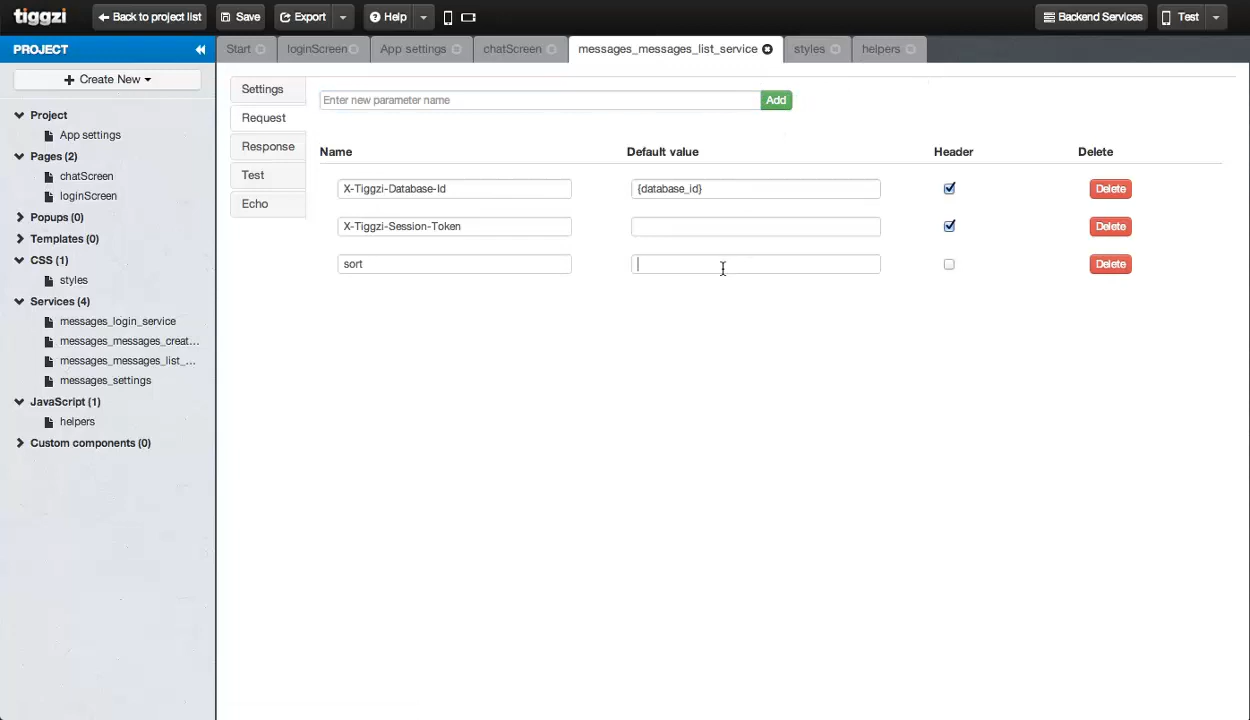 tiggzi
Back to project list
Save
Export
Help
Backend Services
Test
PROJECT
Start
loginScreen
App settings
chatScreen
messages_messages_list_service
styles
helpers
Create New
Project
App settings
Pages (2)
chatScreen
loginScreen
Popups (0)
Templates (0)
CSS (1)
styles
Services (4)
messages_login_service
messages_messages_creat...
messages_messages_list_...
messages_settings
JavaScript (1)
helpers
Custom components (0)
Settings
Request
Response
Test
Echo
Enter new parameter name
Add
Name
Default value
Header
Delete
X-Tiggzi-Database-Id
{database_id}
Delete
X-Tiggzi-Session-Token
Delete
sort
Delete